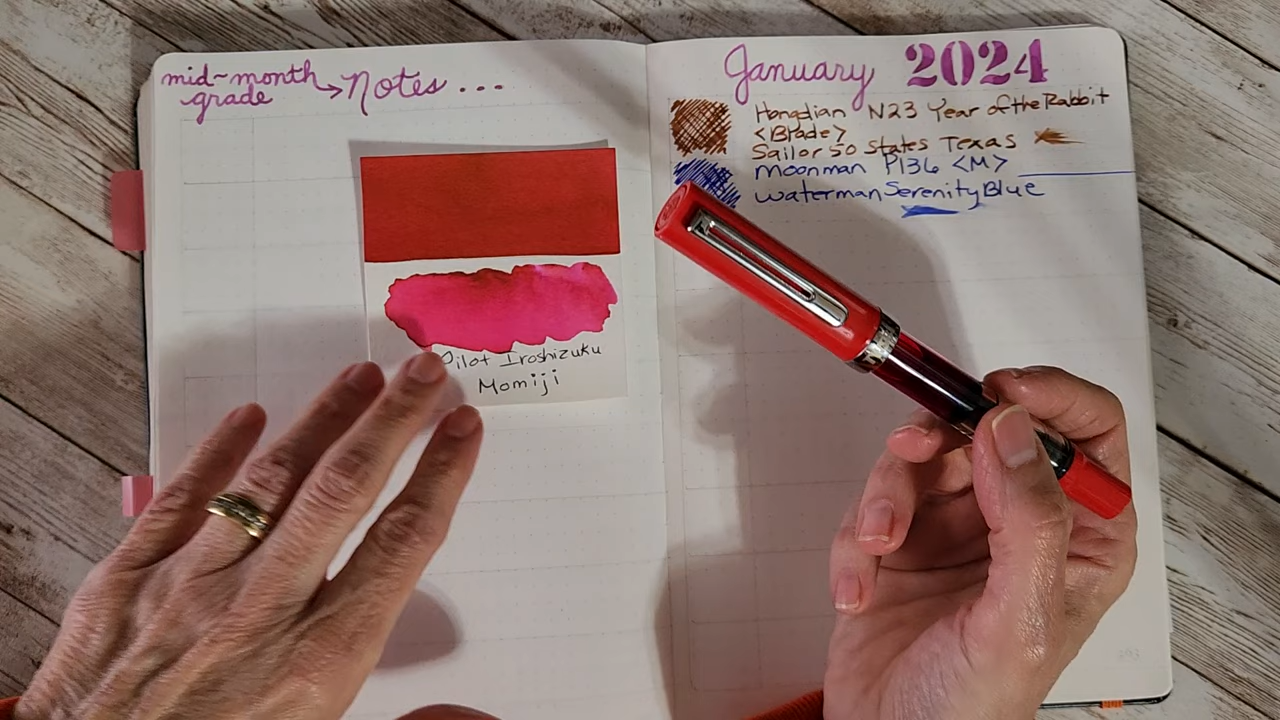 mid-month
grade → Notes...
Pilot Iroshizuku
Momiji
January 2024
Hongdian N23 Year of the Rabbit
<Blade>
Sailor 50 States Texas
Moonman P136 <M>
Waterman Serenity Blue